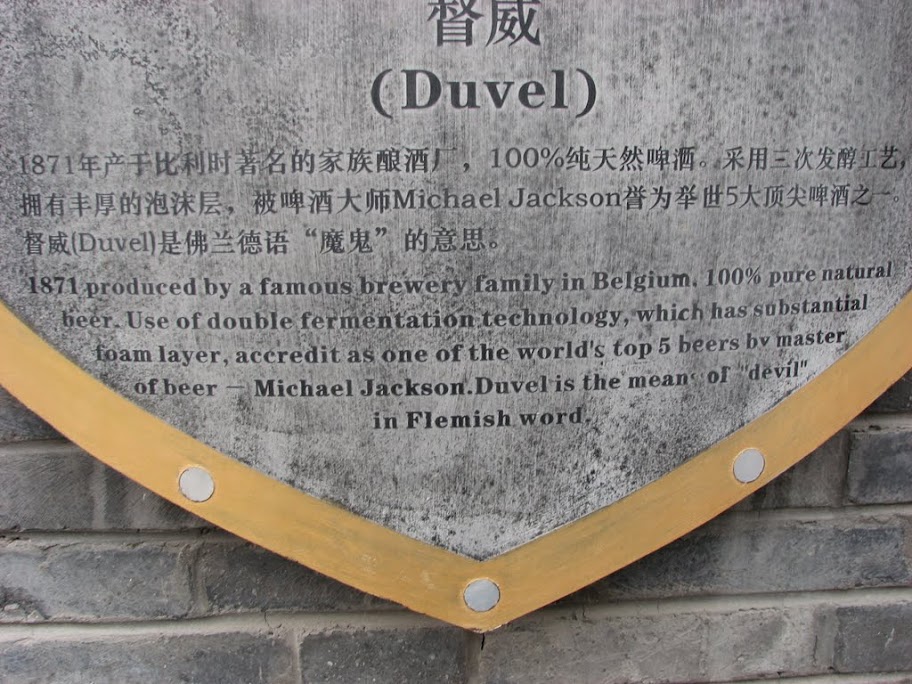 督威
(Duvel)
1871年产于比利时著名的家族酿酒厂，100%纯天然啤酒。采用三次发醇工艺，
拥有丰厚的泡沫层，被啤酒大师Michael Jackson誉为举世5大顶尖啤酒之一。
督威(Duvel)是佛兰德语“魔鬼”的意思。
1871 produced by a famous brewery family in Belgium. 100% pure natural
beer. Use of double fermentation technology, which has substantial
foam layer, accredit as one of the world's top 5 beers by master
of beer — Michael Jackson.Duvel is the mean of "devil"
in Flemish word.